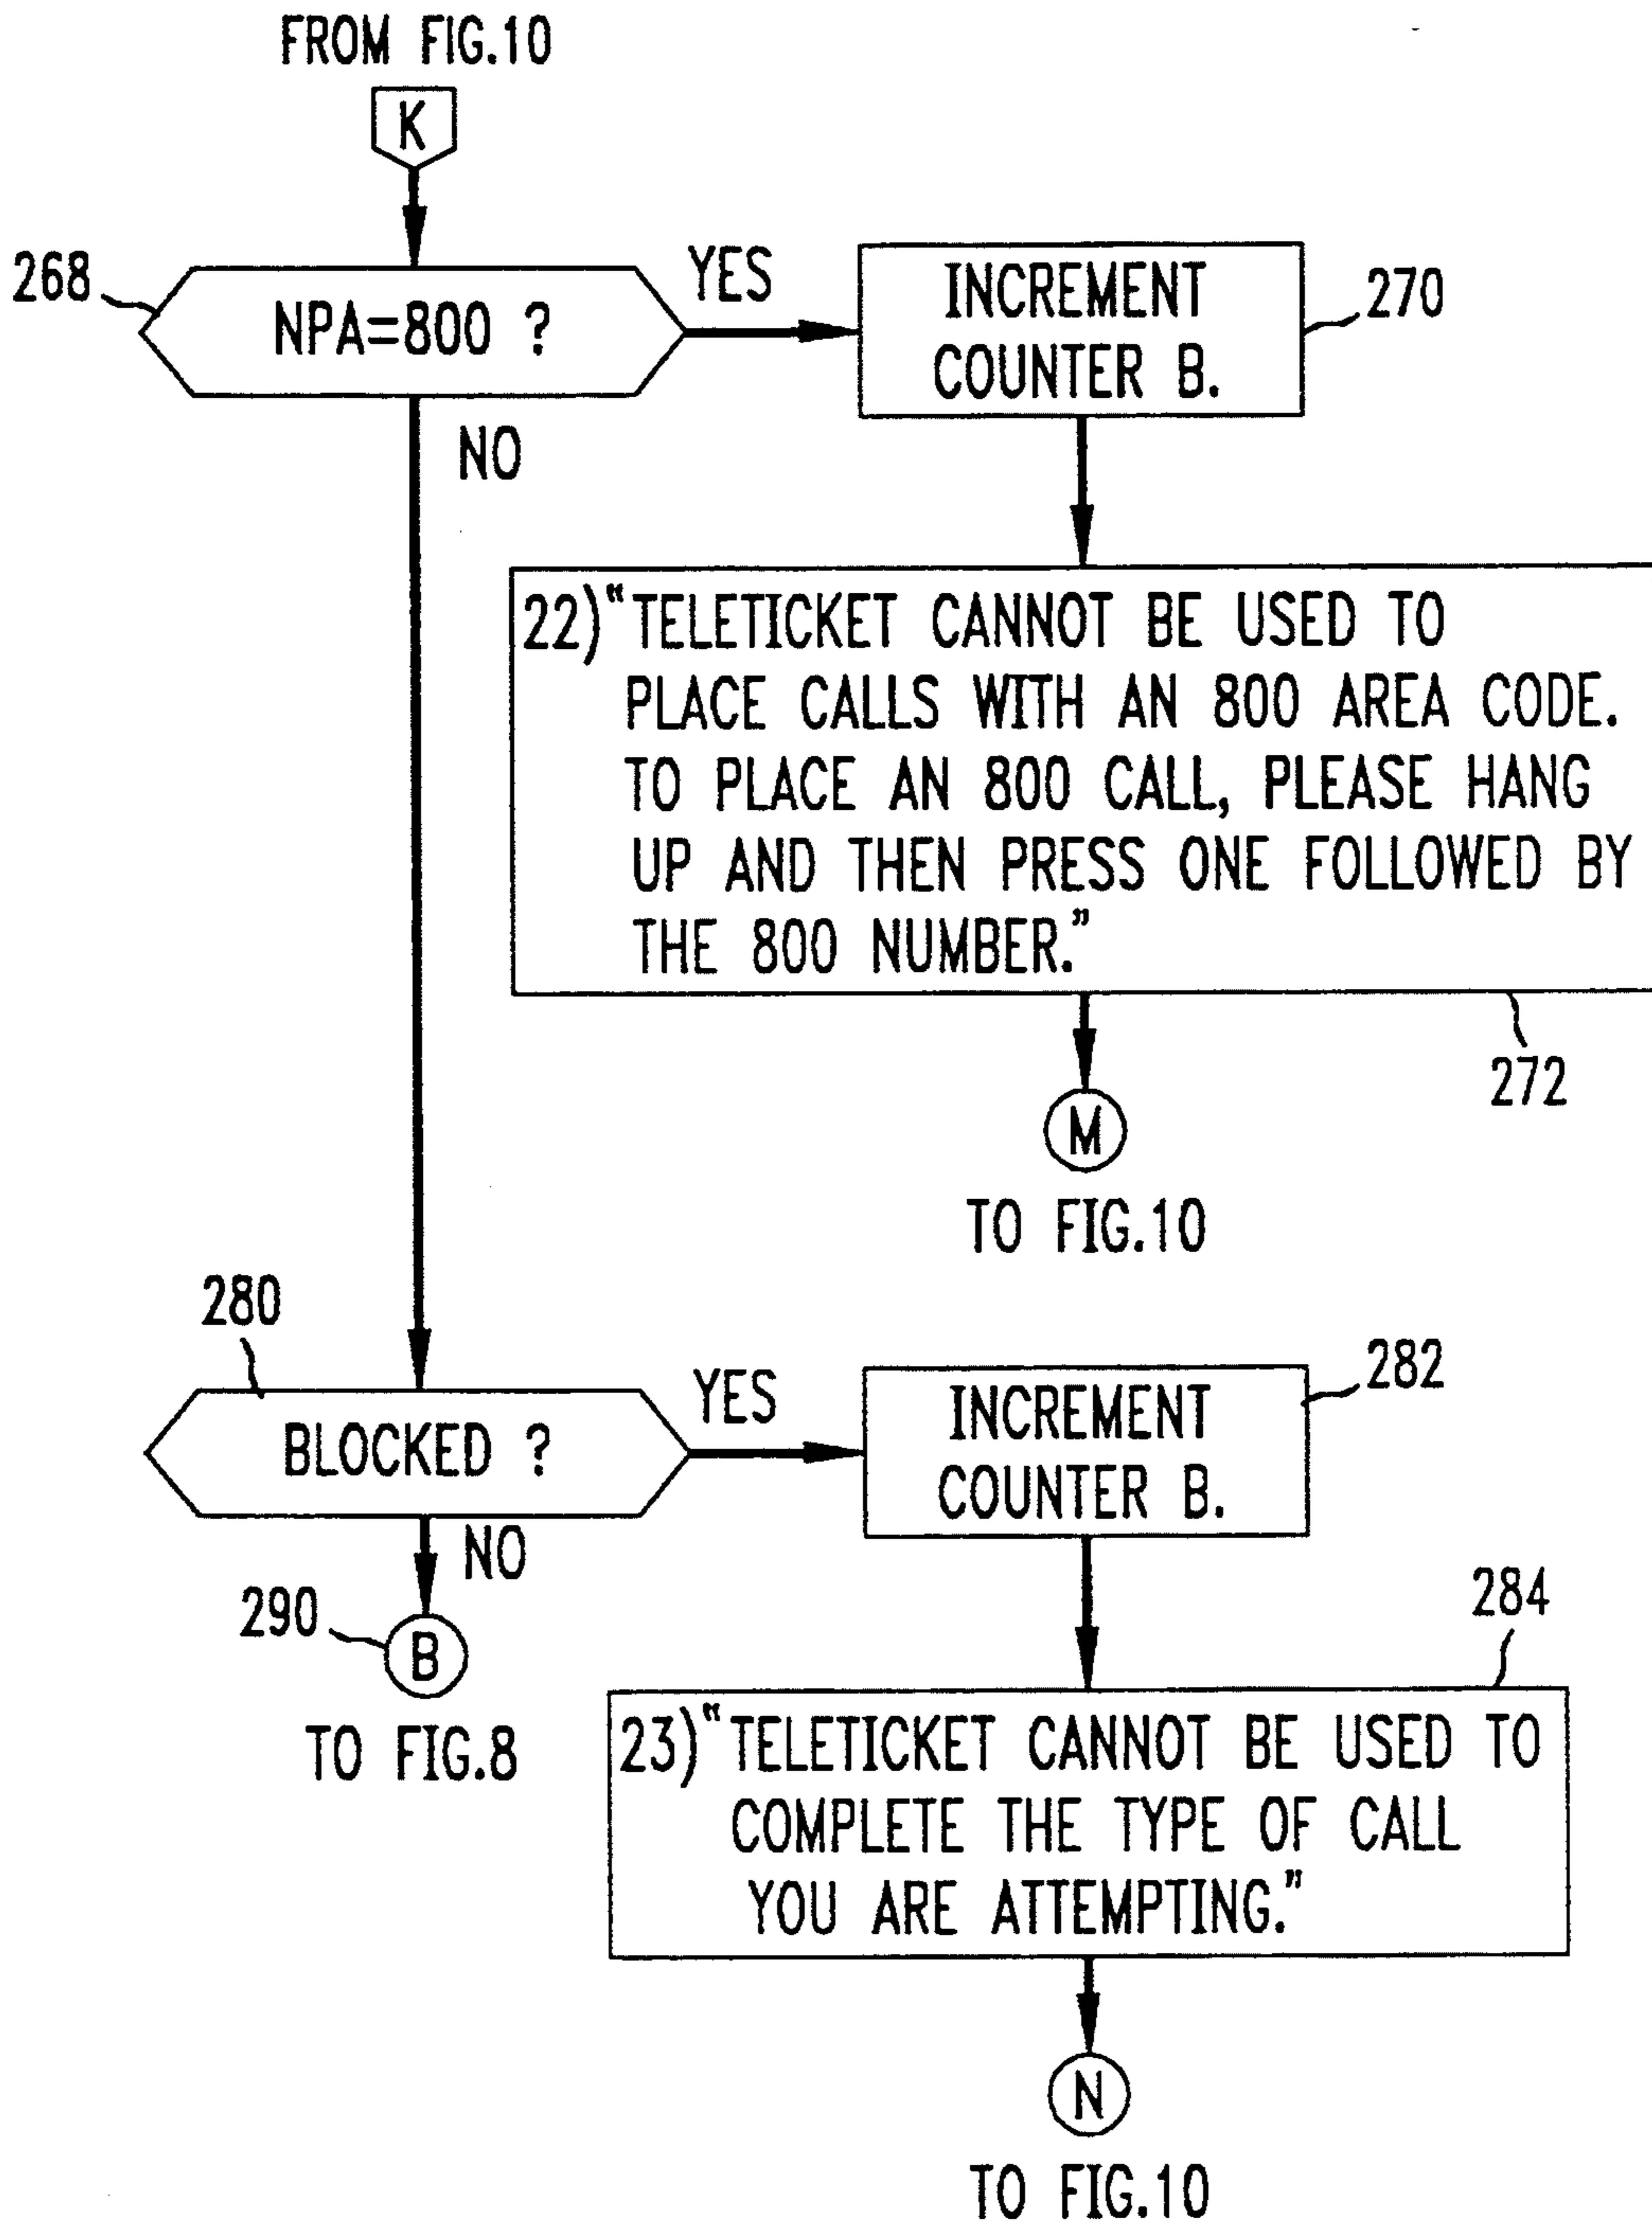 FROM FIG.10
K
268
NPA=800 ?
YES
INCREMENT
COUNTER B.
270
NO
22)"TELETICKET CANNOT BE USED TO
PLACE CALLS WITH AN 800 AREA CODE.
TO PLACE AN 800 CALL, PLEASE HANG
UP AND THEN PRESS ONE FOLLOWED BY
THE 800 NUMBER."
272
M
TO FIG.10
280
BLOCKED ?
YES
INCREMENT
COUNTER B.
282
NO
290
B
TO FIG.8
284
23)"TELETICKET CANNOT BE USED TO
COMPLETE THE TYPE OF CALL
YOU ARE ATTEMPTING."
N
TO FIG.10